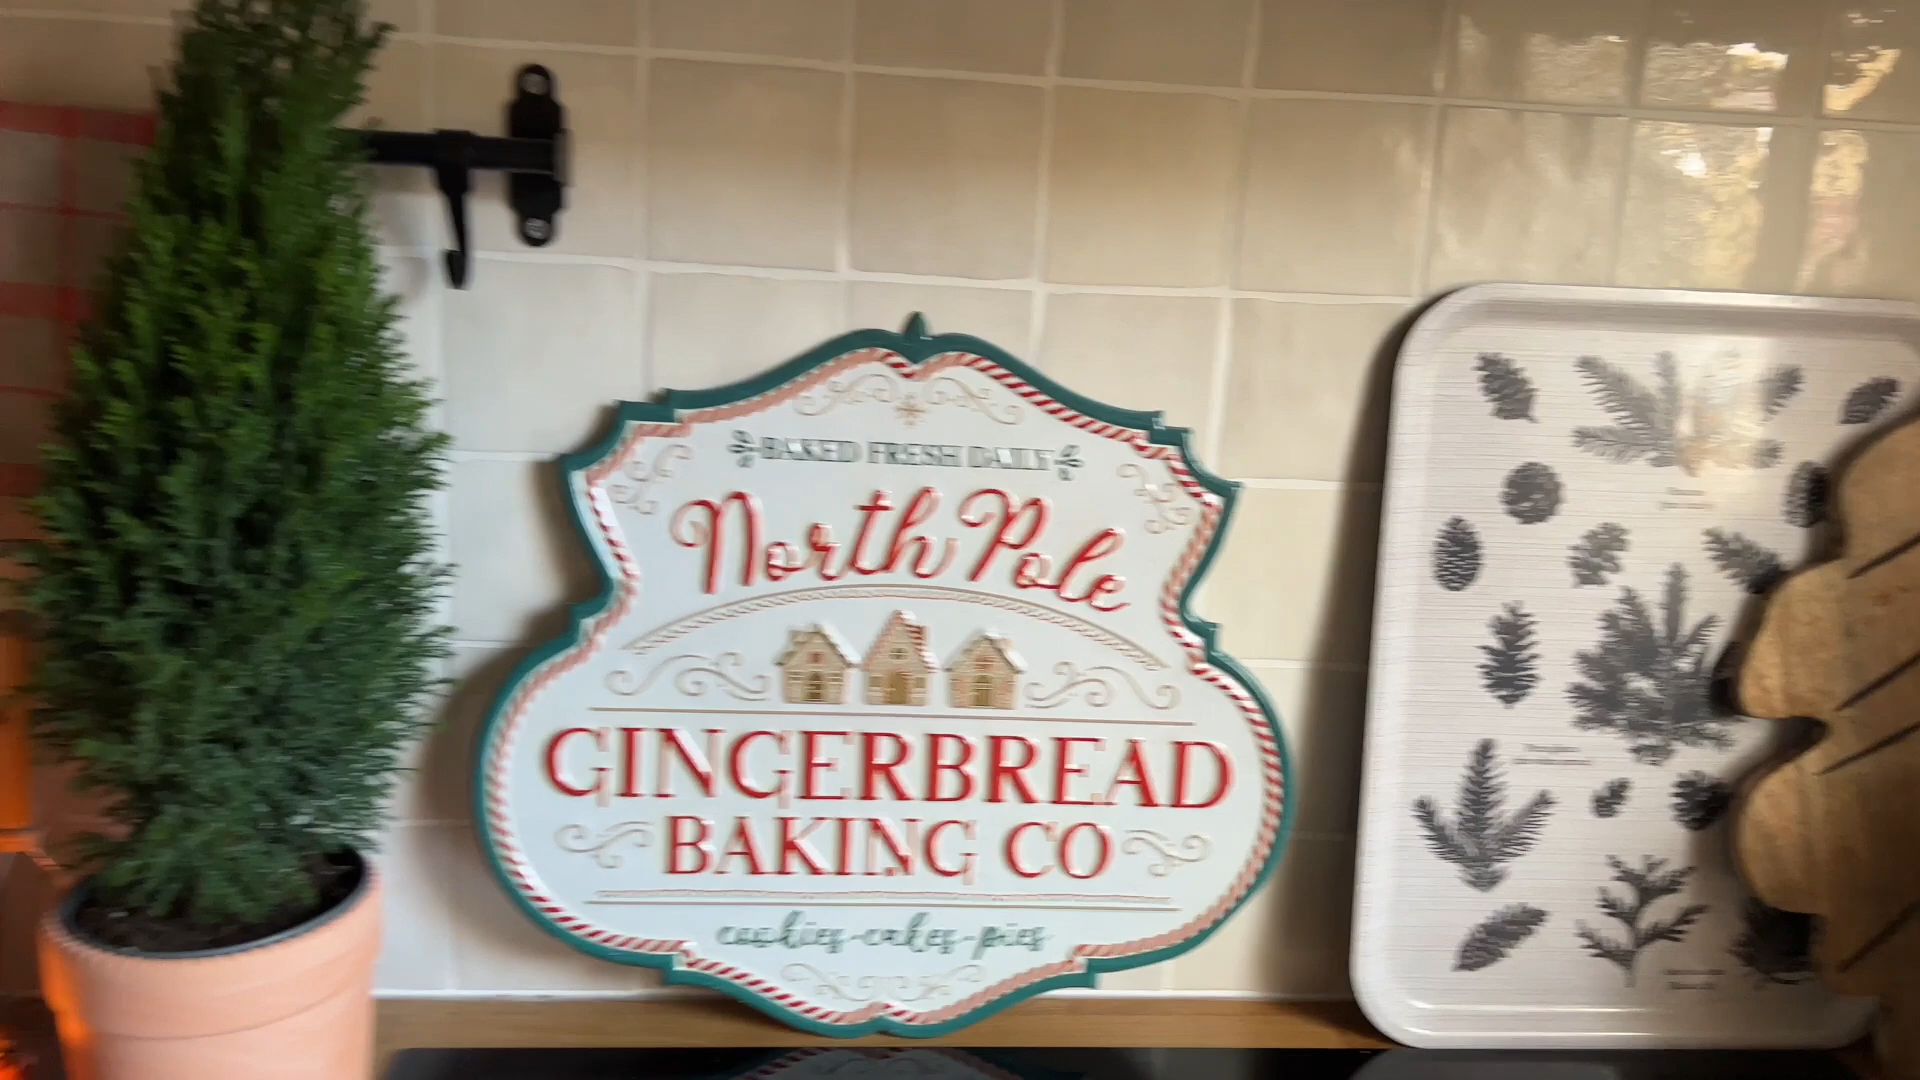 BAKED FRESH DAILY
North Pole
GINGERBREAD
BAKING CO
cookies-cakes-pies